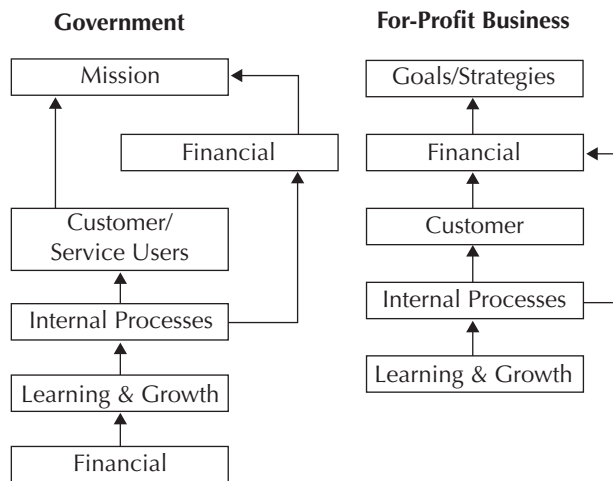 Government
Mission
Financial
Customer/
Service Users
Internal Processes
Learning & Growth
Financial
For-Profit Business
Goals/Strategies
Financial
Customer
Internal Processes
Learning & Growth